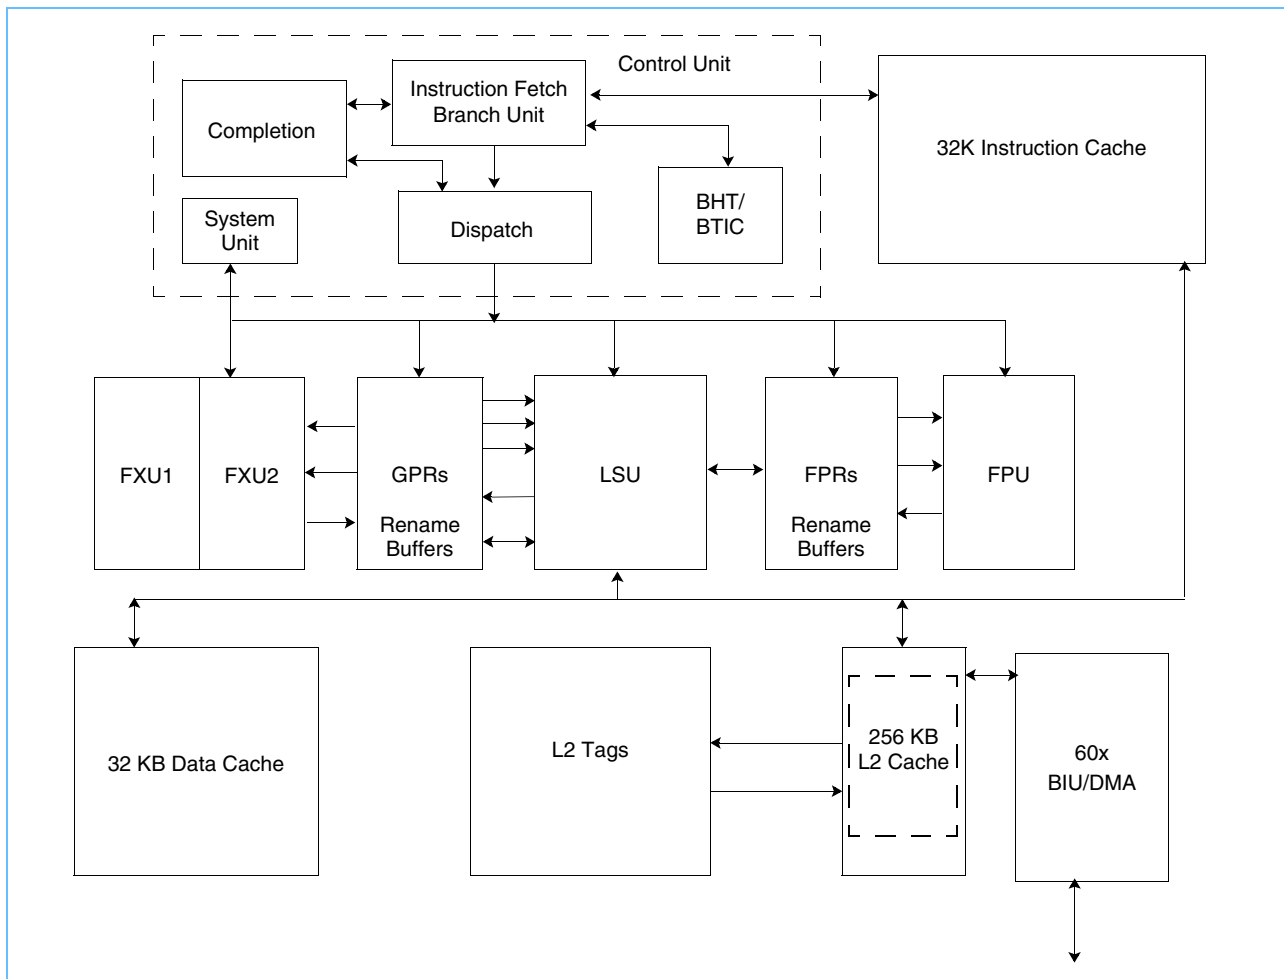 Control Unit
Instruction Fetch
Branch Unit
Completion
32K Instruction Cache
System
Unit
Dispatch
BHT/
BTIC
FXU1
FXU2
GPRs
Rename
Buffers
LSU
FPRs
Rename
Buffers
FPU
32 KB Data Cache
L2 Tags
256 KB
L2 Cache
60x
BIU/DMA